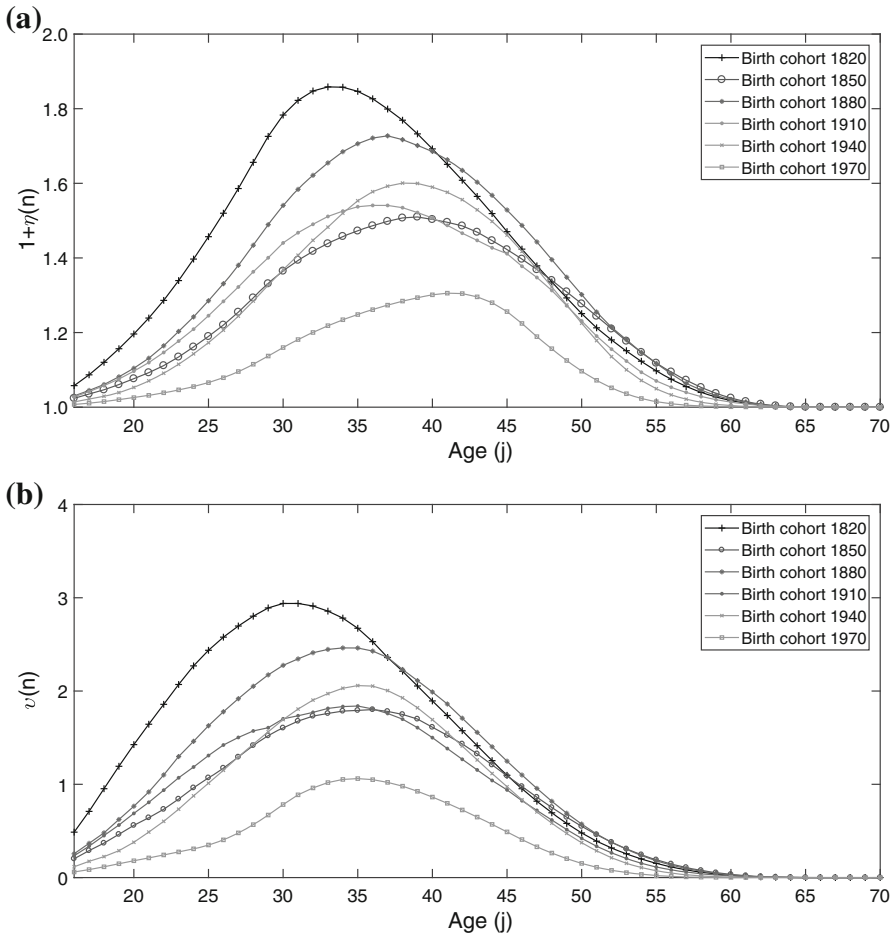 (a)
2.0
1.8
1.6
1.4
1.2
1.0
1+η(n)
Birth cohort 1820
Birth cohort 1850
Birth cohort 1880
Birth cohort 1910
Birth cohort 1940
Birth cohort 1970
20 25 30 35 40 45 50 55 60 65 70
Age (j)
(b)
4
3
2
1
0
υ(n)
Birth cohort 1820
Birth cohort 1850
Birth cohort 1880
Birth cohort 1910
Birth cohort 1940
Birth cohort 1970
20 25 30 35 40 45 50 55 60 65 70
Age (j)